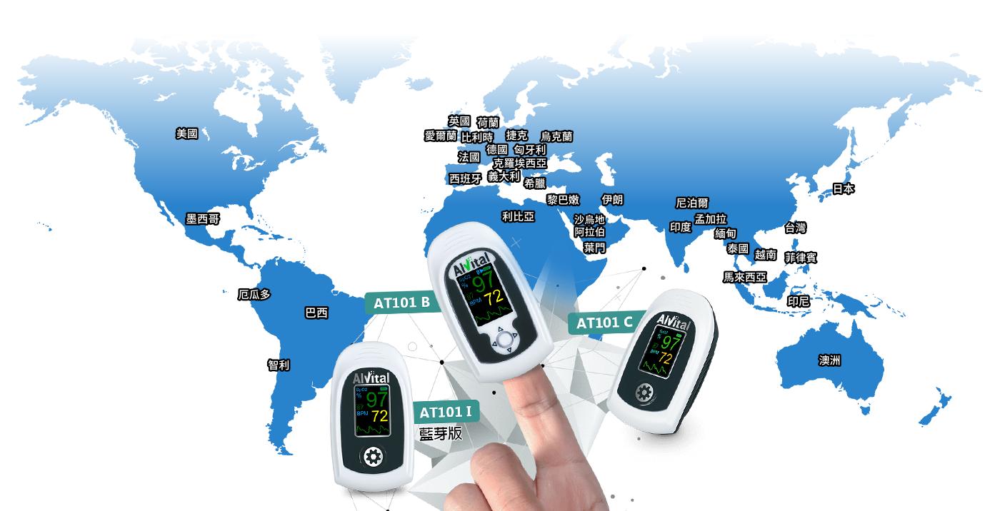 美國
墨西哥
厄瓜多
巴西
智利
英國
荷蘭
愛爾蘭
比利時
捷克
烏克蘭
德國
匈牙利
法國
克羅埃西亞
西班牙
義大利
希臘
黎巴嫩
伊朗
利比亞
沙烏地
阿拉伯
葉門
尼泊爾
印度
孟加拉
緬甸
泰國
越南
台灣
菲律賓
馬來西亞
印尼
日本
澳洲
AT101 B
AlVital
SpO2
%
97
BPM
72
AT101 C
AlVital
SpO2
%
97
BPM
72
AT101 I
藍芽版
AlVital
SpO2
%
97
BPM
72